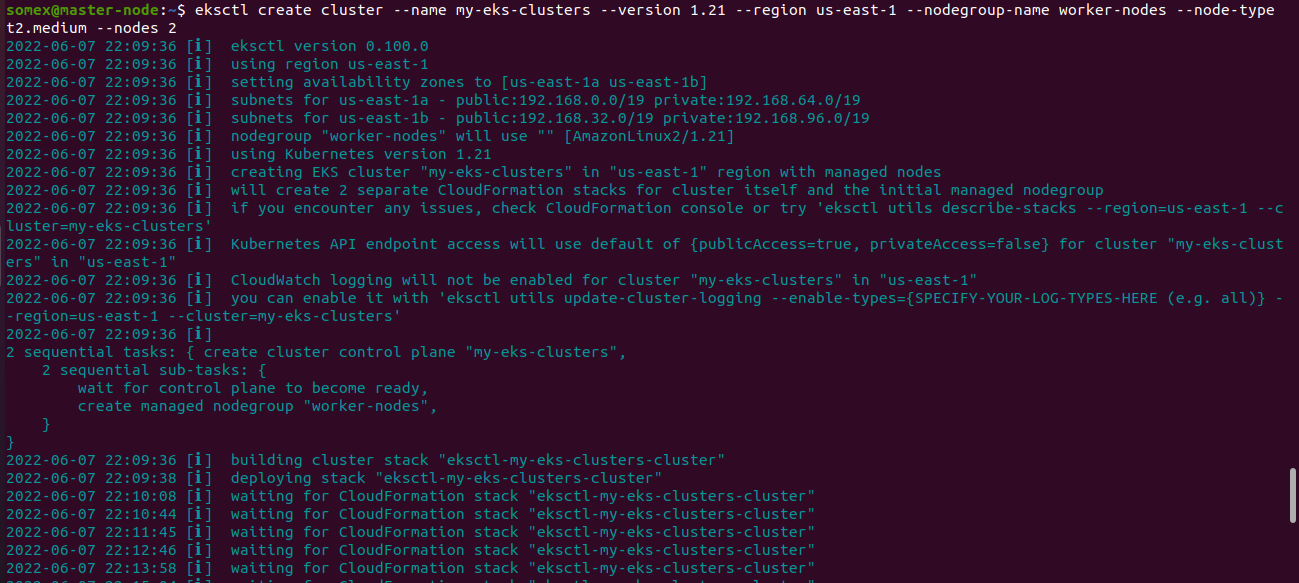 somex@master-node:~$ eksctl create cluster --name my-eks-clusters --version 1.21 --region us-east-1 --nodegroup-name worker-nodes --node-type
t2.medium --nodes 2
2022-06-07 22:09:36 [ℹ]  eksctl version 0.100.0
2022-06-07 22:09:36 [ℹ]  using region us-east-1
2022-06-07 22:09:36 [ℹ]  setting availability zones to [us-east-1a us-east-1b]
2022-06-07 22:09:36 [ℹ]  subnets for us-east-1a - public:192.168.0.0/19 private:192.168.64.0/19
2022-06-07 22:09:36 [ℹ]  subnets for us-east-1b - public:192.168.32.0/19 private:192.168.96.0/19
2022-06-07 22:09:36 [ℹ]  nodegroup "worker-nodes" will use "" [AmazonLinux2/1.21]
2022-06-07 22:09:36 [ℹ]  using Kubernetes version 1.21
2022-06-07 22:09:36 [ℹ]  creating EKS cluster "my-eks-clusters" in "us-east-1" region with managed nodes
2022-06-07 22:09:36 [ℹ]  will create 2 separate CloudFormation stacks for cluster itself and the initial managed nodegroup
2022-06-07 22:09:36 [ℹ]  if you encounter any issues, check CloudFormation console or try 'eksctl utils describe-stacks --region=us-east-1 --c
luster=my-eks-clusters'
2022-06-07 22:09:36 [ℹ]  Kubernetes API endpoint access will use default of {publicAccess=true, privateAccess=false} for cluster "my-eks-clust
ers" in "us-east-1"
2022-06-07 22:09:36 [ℹ]  CloudWatch logging will not be enabled for cluster "my-eks-clusters" in "us-east-1"
2022-06-07 22:09:36 [ℹ]  you can enable it with 'eksctl utils update-cluster-logging --enable-types={SPECIFY-YOUR-LOG-TYPES-HERE (e.g. all)} -
-region=us-east-1 --cluster=my-eks-clusters'
2022-06-07 22:09:36 [ℹ]
2 sequential tasks: { create cluster control plane "my-eks-clusters",
    2 sequential sub-tasks: {
        wait for control plane to become ready,
        create managed nodegroup "worker-nodes",
    }
}
2022-06-07 22:09:36 [ℹ]  building cluster stack "eksctl-my-eks-clusters-cluster"
2022-06-07 22:09:38 [ℹ]  deploying stack "eksctl-my-eks-clusters-cluster"
2022-06-07 22:10:08 [ℹ]  waiting for CloudFormation stack "eksctl-my-eks-clusters-cluster"
2022-06-07 22:10:44 [ℹ]  waiting for CloudFormation stack "eksctl-my-eks-clusters-cluster"
2022-06-07 22:11:45 [ℹ]  waiting for CloudFormation stack "eksctl-my-eks-clusters-cluster"
2022-06-07 22:12:46 [ℹ]  waiting for CloudFormation stack "eksctl-my-eks-clusters-cluster"
2022-06-07 22:13:58 [ℹ]  waiting for CloudFormation stack "eksctl-my-eks-clusters-cluster"